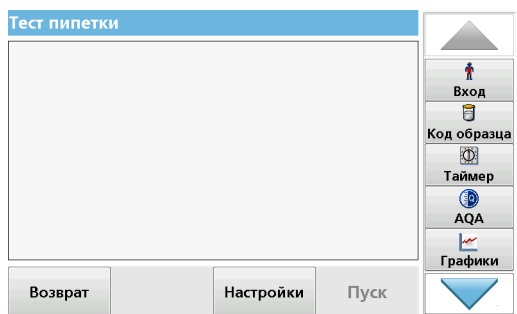 Тест пипетки
Вход
Код образца
Таймер
AQA
Графики
Возврат
Настройки
Пуск